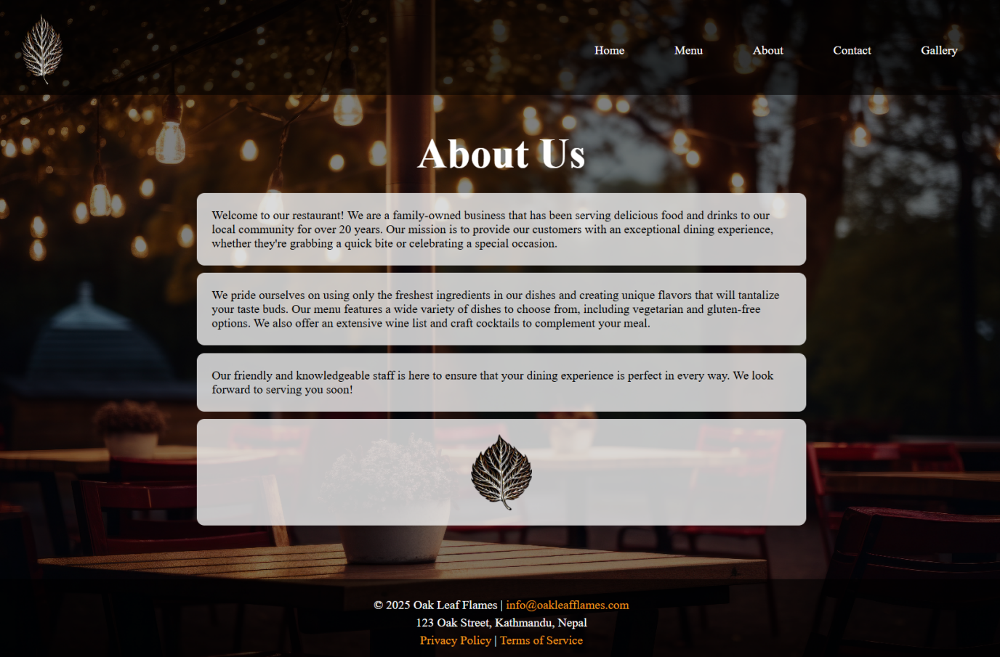 Home Menu About Contact Gallery
About Us
Welcome to our restaurant! We are a family-owned business that has been serving delicious food and drinks to our
local community for over 20 years. Our mission is to provide our customers with an exceptional dining experience,
whether they're grabbing a quick bite or celebrating a special occasion.
We pride ourselves on using only the freshest ingredients in our dishes and creating unique flavors that will tantalize
your taste buds. Our menu features a wide variety of dishes to choose from, including vegetarian and gluten-free
options. We also offer an extensive wine list and craft cocktails to complement your meal.
Our friendly and knowledgeable staff is here to ensure that your dining experience is perfect in every way. We look
forward to serving you soon!
© 2025 Oak Leaf Flames | info@oakleafflames.com
123 Oak Street, Kathmandu, Nepal
Privacy Policy | Terms of Service